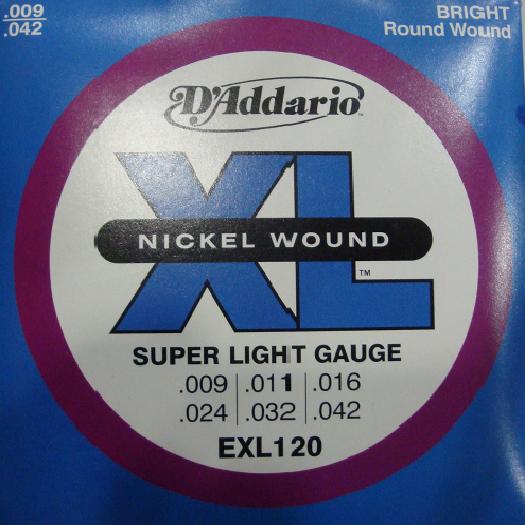 .009
.042
BRIGHT
Round Wound
D'Addario
XL
NICKEL WOUND
TM
SUPER LIGHT GAUGE
.009 .011 .016
.024 .032 .042
EXL120